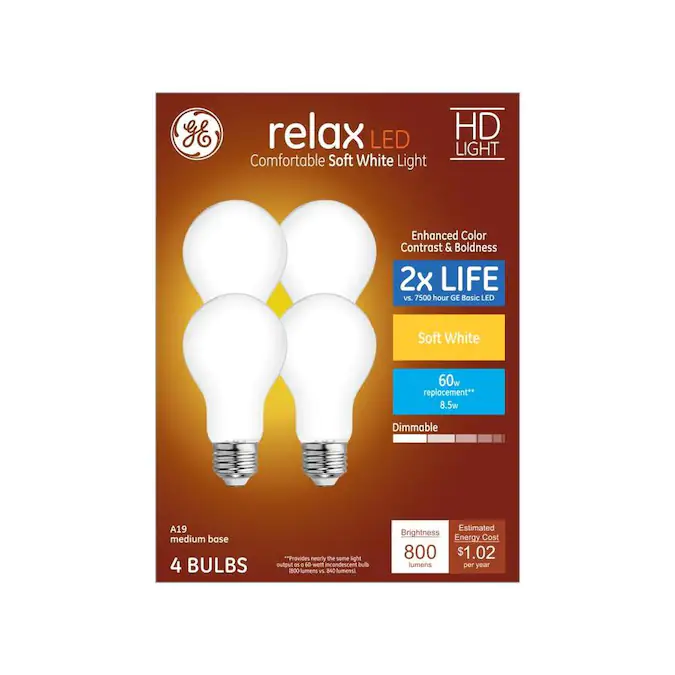 GE
relax LED
Comfortable Soft White Light
HD
LIGHT
Enhanced Color
Contrast & Boldness
2x LIFE
vs. 7500 hour GE Basic LED
Soft White
60w
replacement**
8.5w
Dimmable
A19
medium base
4 BULBS
**Provides nearly the same light
output as a 60-watt incandescent bulb
(800 lumens vs. 840 lumens).
Brightness
800
lumens
Estimated
Energy Cost
$1.02
per year